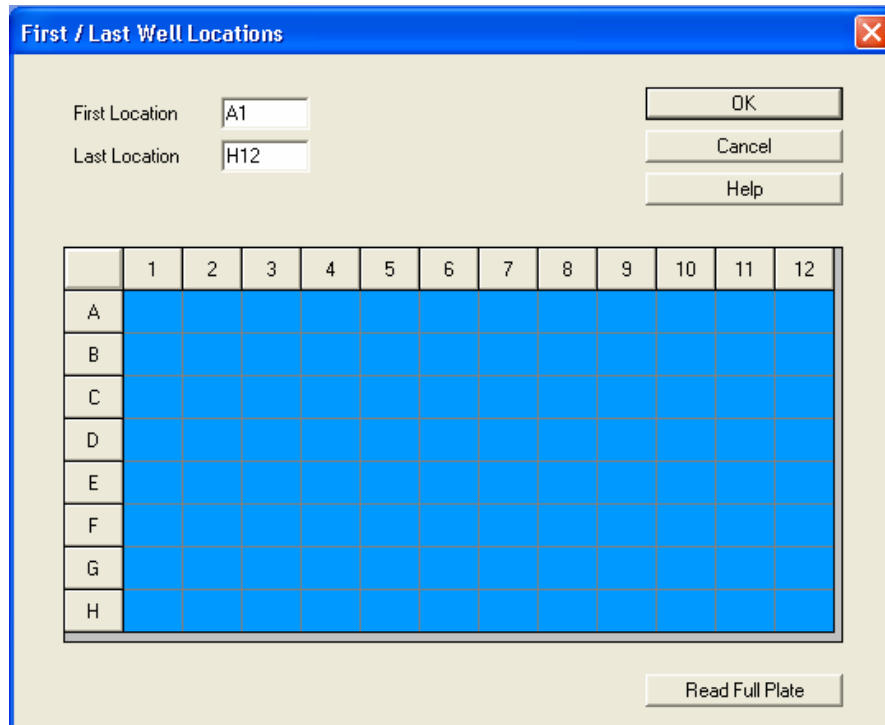 First / Last Well Locations
First Location A1 OK
Last Location H12 Cancel
Help
1 2 3 4 5 6 7 8 9 10 11 12
A
B
C
D
E
F
G
H
Read Full Plate